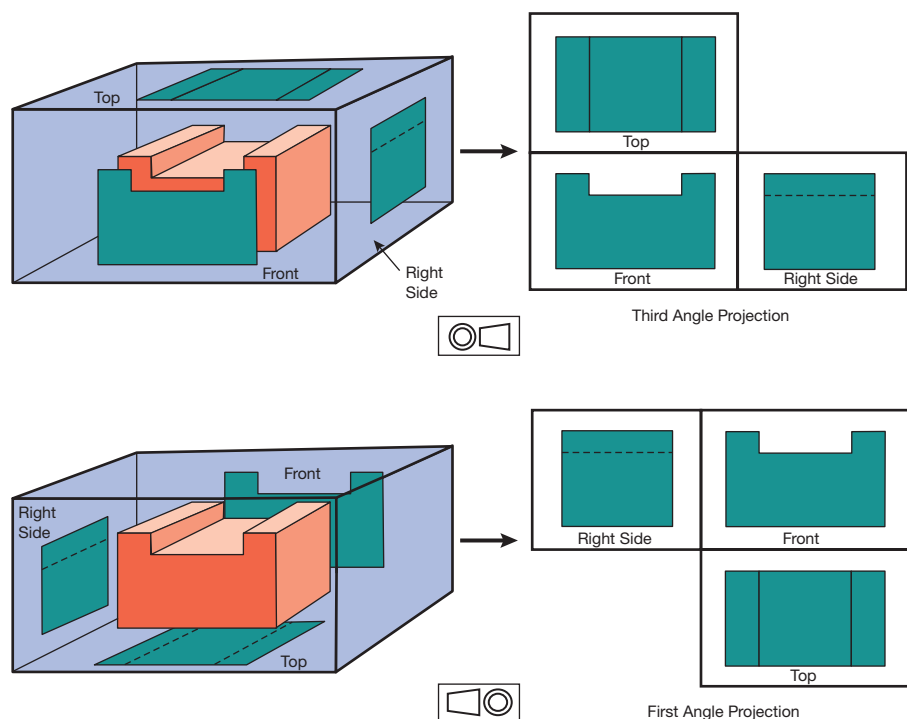 Top
Front
Right
Side
Top
Front
Right Side
Third Angle Projection
Front
Right
Side
Top
Right Side
Front
Top
First Angle Projection